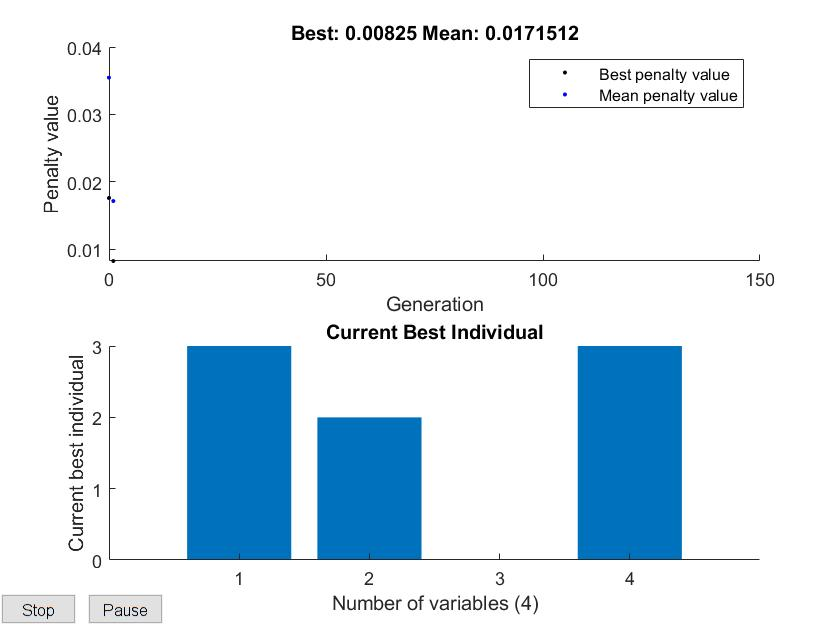 Best: 0.00825 Mean: 0.0171512
0.04
0.03
0.02
0.01
Penalty value
Best penalty value
Mean penalty value
0 50 100 150
Generation
Current Best Individual
3
2
1
0
Current best individual
1 2 3 4
Number of variables (4)
Stop Pause